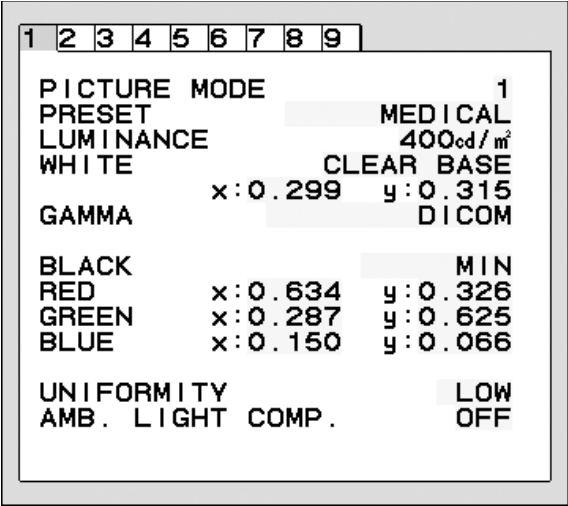 1 2 3 4 5 6 7 8 9
PICTURE MODE 1
PRESET MEDICAL
LUMINANCE 400cd/㎡
WHITE CLEAR BASE
x:0.299 y:0.315
GAMMA DICOM
BLACK MIN
RED x:0.634 y:0.326
GREEN x:0.287 y:0.625
BLUE x:0.150 y:0.066
UNIFORMITY LOW
AMB. LIGHT COMP. OFF